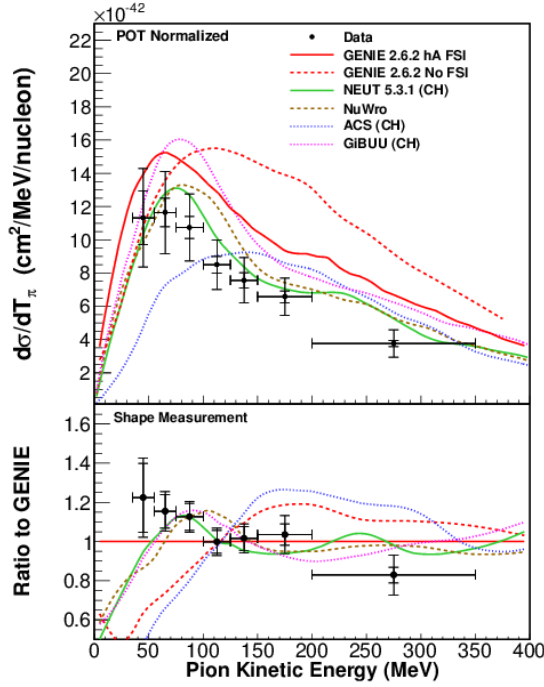 ×10⁻⁴²
POT Normalized
Data
GENIE 2.6.2 hA FSI
GENIE 2.6.2 No FSI
NEUT 5.3.1 (CH)
NuWro
ACS (CH)
GiBUU (CH)
22
20
18
16
14
12
10
8
6
4
2
dσ/dTπ (cm²/MeV/nucleon)
Shape Measurement
1.6
1.4
1.2
1
0.8
0.6
Ratio to GENIE
0 50 100 150 200 250 300 350 400
Pion Kinetic Energy (MeV)